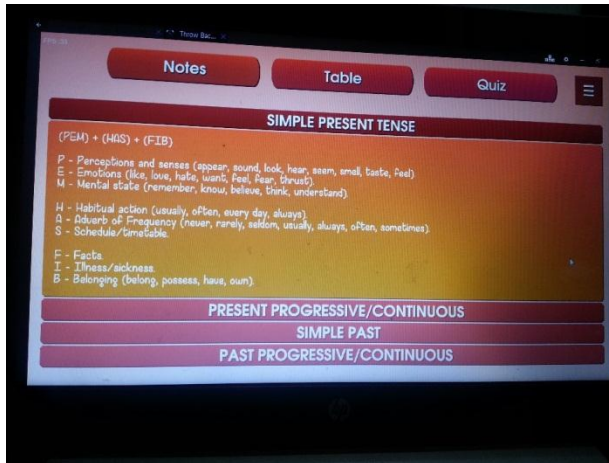 Throw Bac...
Notes
Table
Quiz
SIMPLE PRESENT TENSE
(PEM) + (HAS) + (FIB)
P - Perceptions and senses (appear, sound, look, hear, seem, smell, taste, feel).
E - Emotions (like, love, hate, want, feel, fear, thrust).
M - Mental state (remember, know, believe, think, understand).
H - Habitual action (usually, often, every day, always).
A - Adverb of Frequency (never, rarely, seldom, usually, always, often, sometimes).
S - Schedule/timetable.
F - Facts.
I - Illness/sickness.
B - Belonging (belong, possess, have, own).
PRESENT PROGRESSIVE/CONTINUOUS
SIMPLE PAST
PAST PROGRESSIVE/CONTINUOUS
hp